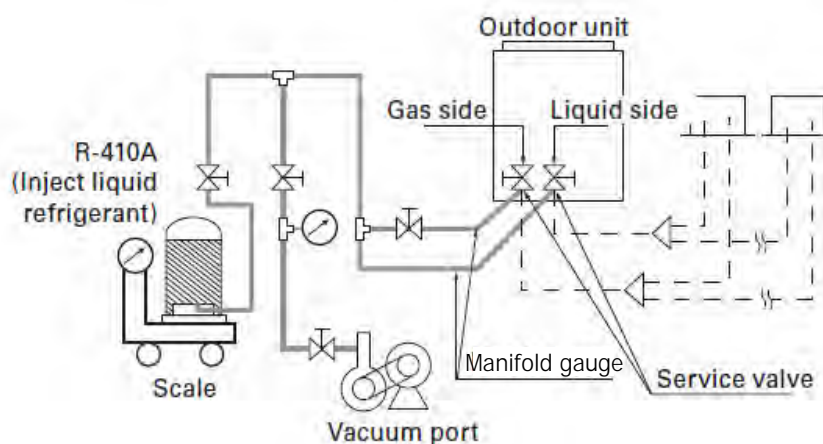 Outdoor unit
Gas side
Liquid side
R-410A
(Inject liquid
refrigerant)
Manifold gauge
Service valve
Scale
Vacuum port